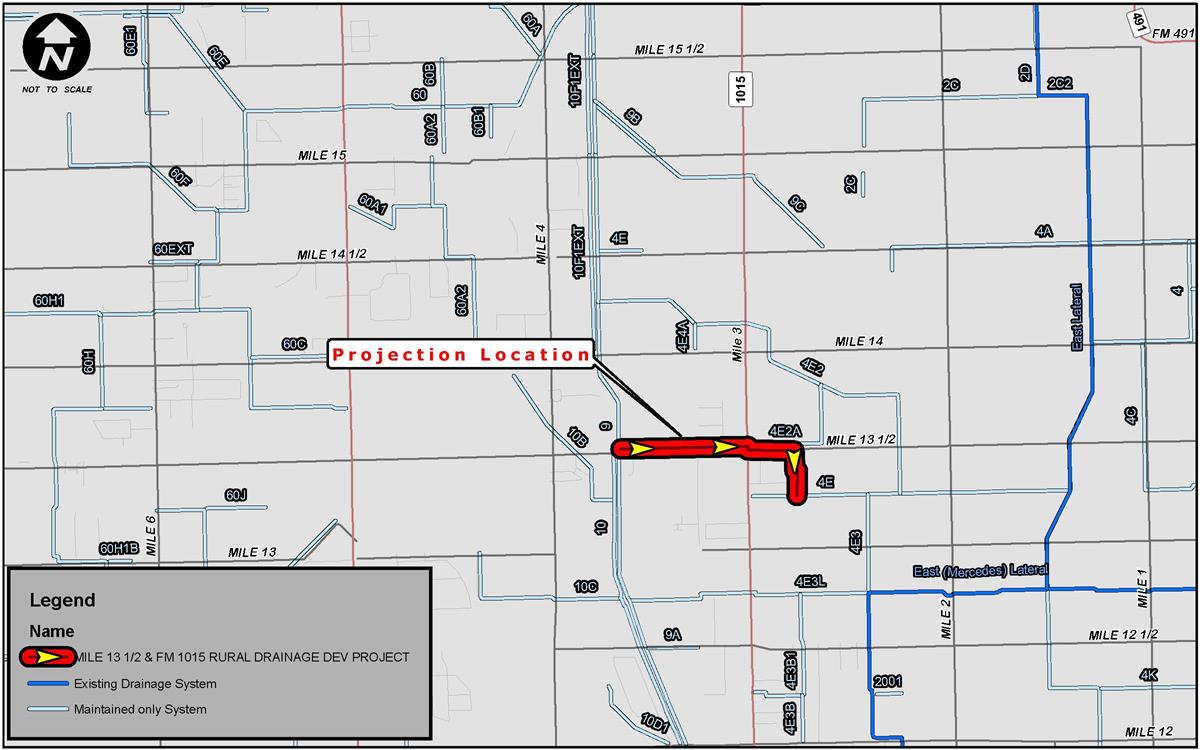 N
NOT TO SCALE
60E1
60E
60A
10F1EXT
MILE 15 1/2
1015
2C
2D
2C2
491
FM 491
60B
60
60A2
60B1
9B
MILE 15
60F
60A1
9C
2C
60EXT
MILE 14 1/2
MILE 4
10F1EXT
4E
4A
60H1
60A2
4
East Lateral
60H
60C
Projection Location
4E4A
Mile 3
MILE 14
4E2
10B
9
4E2A
MILE 13 1/2
4C
60J
4E
MILE 6
60H1B
MILE 13
10
4E3
East (Mercedes) Lateral
10C
4E3L
MILE 2
MILE 1
9A
MILE 12 1/2
4E3B1
2001
4K
10D1
4E3B
MILE 12
Legend
Name
MILE 13 1/2 & FM 1015 RURAL DRAINAGE DEV PROJECT
Existing Drainage System
Maintained only System